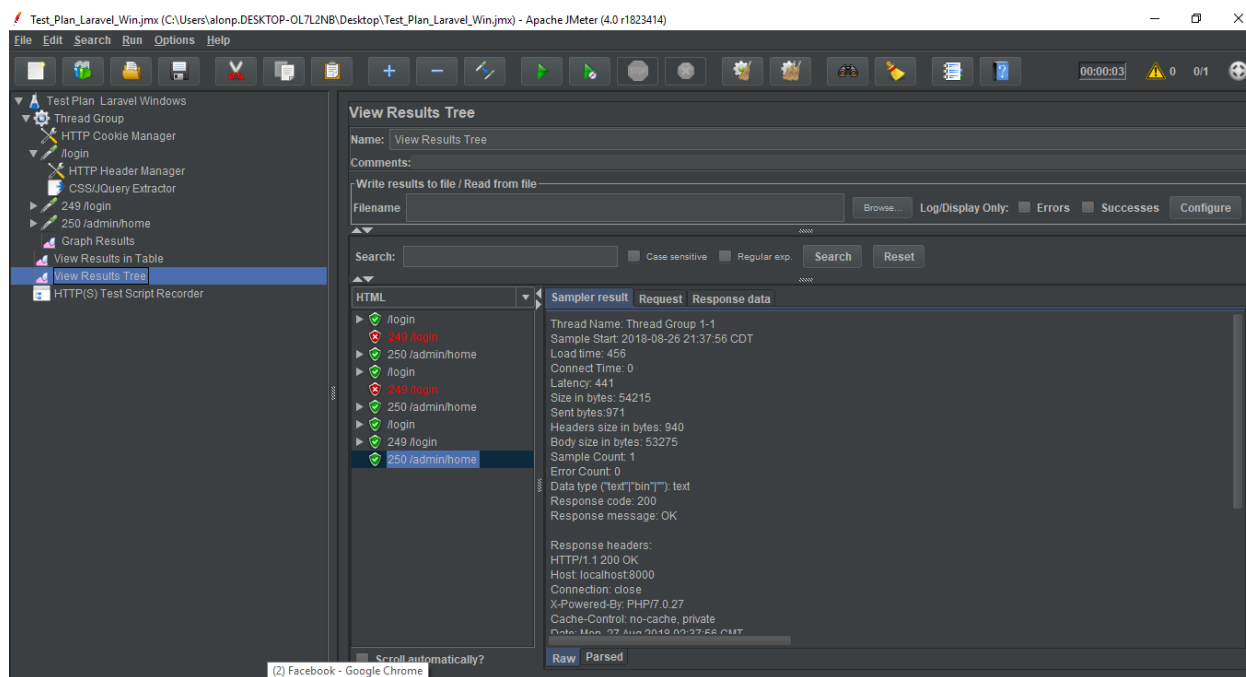 Test_Plan_Laravel_Win.jmx (C:\Users\alonp.DESKTOP-OL7L2NB\Desktop\Test_Plan_Laravel_Win.jmx) - Apache JMeter (4.0 r1823414)
File Edit Search Run Options Help
00:00:03 0 0/1
Test Plan Laravel Windows
Thread Group
HTTP Cookie Manager
/login
HTTP Header Manager
CSS/JQuery Extractor
249 /login
250 /admin/home
Graph Results
View Results in Table
View Results Tree
HTTP(S) Test Script Recorder
View Results Tree
Name: View Results Tree
Comments:
Write results to file / Read from file
Filename Browse... Log/Display Only: Errors Successes Configure
Search: Case sensitive Regular exp. Search Reset
HTML
/login
249 /login
250 /admin/home
/login
249 /login
250 /admin/home
/login
249 /login
250 /admin/home
Scroll automatically?
Sampler result Request Response data
Thread Name: Thread Group 1-1
Sample Start: 2018-08-26 21:37:56 CDT
Load time: 456
Connect Time: 0
Latency: 441
Size in bytes: 54215
Sent bytes:971
Headers size in bytes: 940
Body size in bytes: 53275
Sample Count: 1
Error Count: 0
Data type ("text"|"bin"|""): text
Response code: 200
Response message: OK
Response headers:
HTTP/1.1 200 OK
Host: localhost:8000
Connection: close
X-Powered-By: PHP/7.0.27
Cache-Control: no-cache, private
Date: Mon, 27 Aug 2018 02:37:56 GMT
Raw Parsed
(2) Facebook - Google Chrome